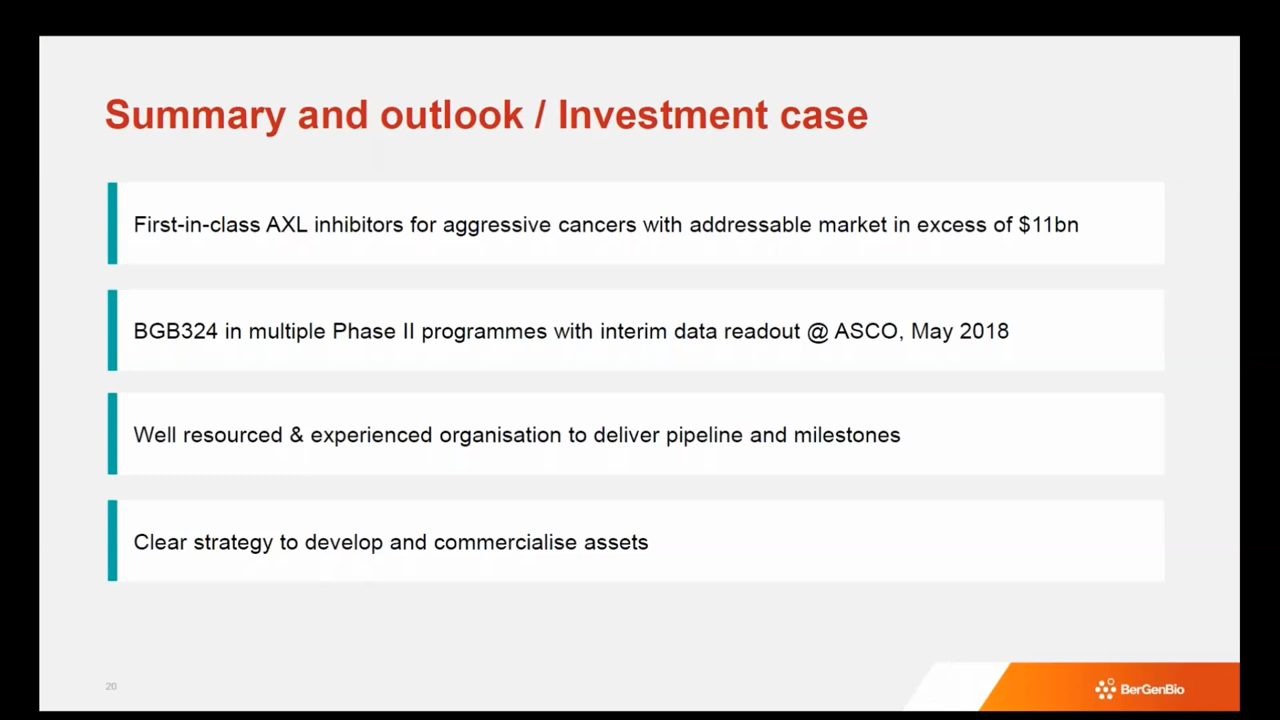 Summary and outlook / Investment case
First-in-class AXL inhibitors for aggressive cancers with addressable market in excess of $11bn
BGB324 in multiple Phase II programmes with interim data readout @ ASCO, May 2018
Well resourced & experienced organisation to deliver pipeline and milestones
Clear strategy to develop and commercialise assets
20
BerGenBio